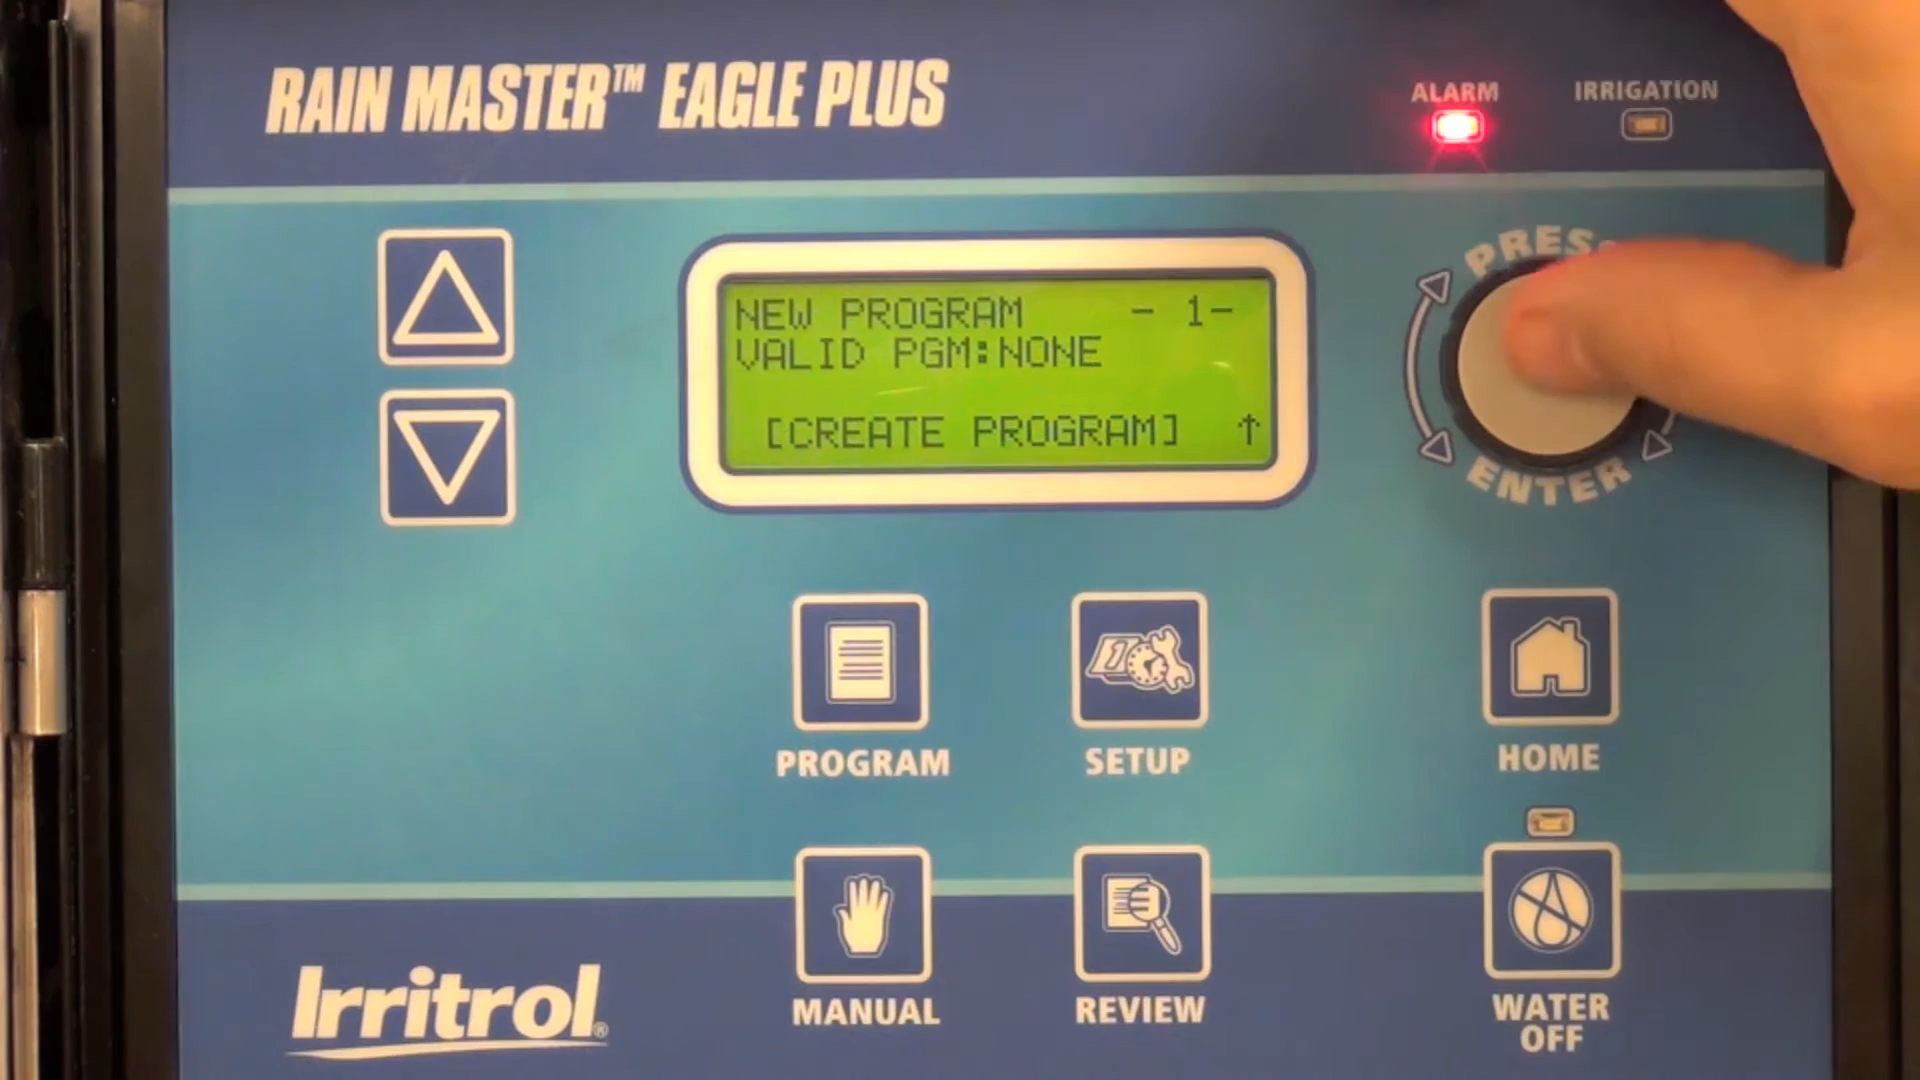 RAIN MASTER™ EAGLE PLUS
ALARM
IRRIGATION
PRESS
NEW PROGRAM - 1-
VALID PGM:NONE
[CREATE PROGRAM] ↑
ENTER
PROGRAM
SETUP
HOME
MANUAL
REVIEW
WATER
OFF
Irritrol®